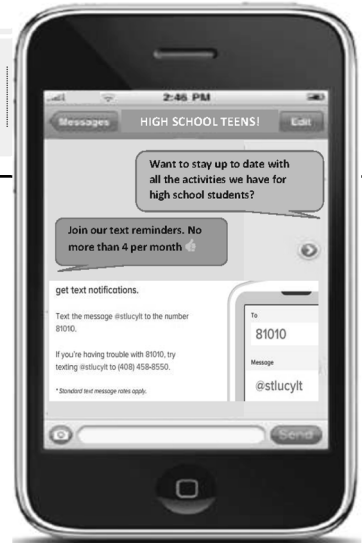 2:46 PM
Messages
HIGH SCHOOL TEENS!
Edit
Want to stay up to date with
all the activities we have for
high school students?
Join our text reminders. No
more than 4 per month
get text notifications.
Text the message @stlucylt to the number
81010.
If you're having trouble with 81010, try
texting @stlucylt to (408) 458-8550.
* Standard text message rates apply.
To
81010
Message
@stlucylt
Send